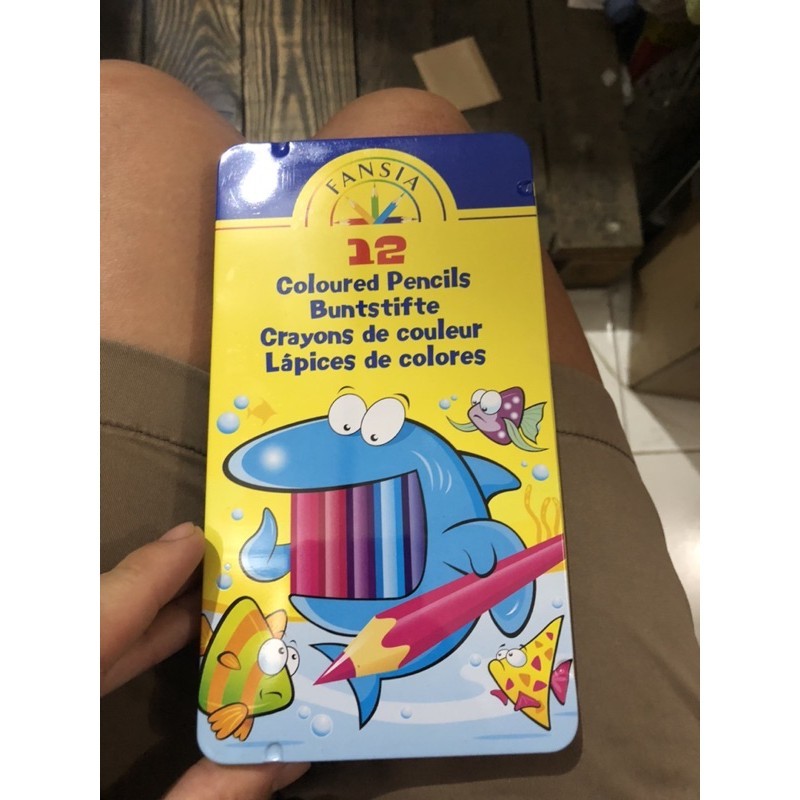 FANSIA
12
Coloured Pencils
Buntstifte
Crayons de couleur
Lápices de colores